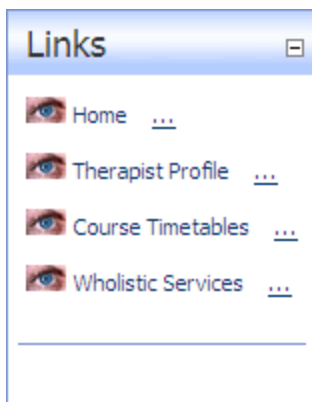 Links
Home ...
Therapist Profile ...
Course Timetables ...
Wholistic Services ...